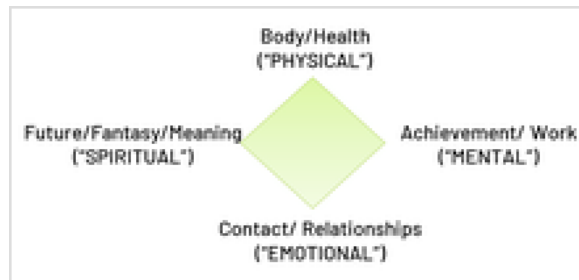 Body/Health
("PHYSICAL")
Future/Fantasy/Meaning
("SPIRITUAL")
Achievement/ Work
("MENTAL")
Contact/ Relationships
("EMOTIONAL")